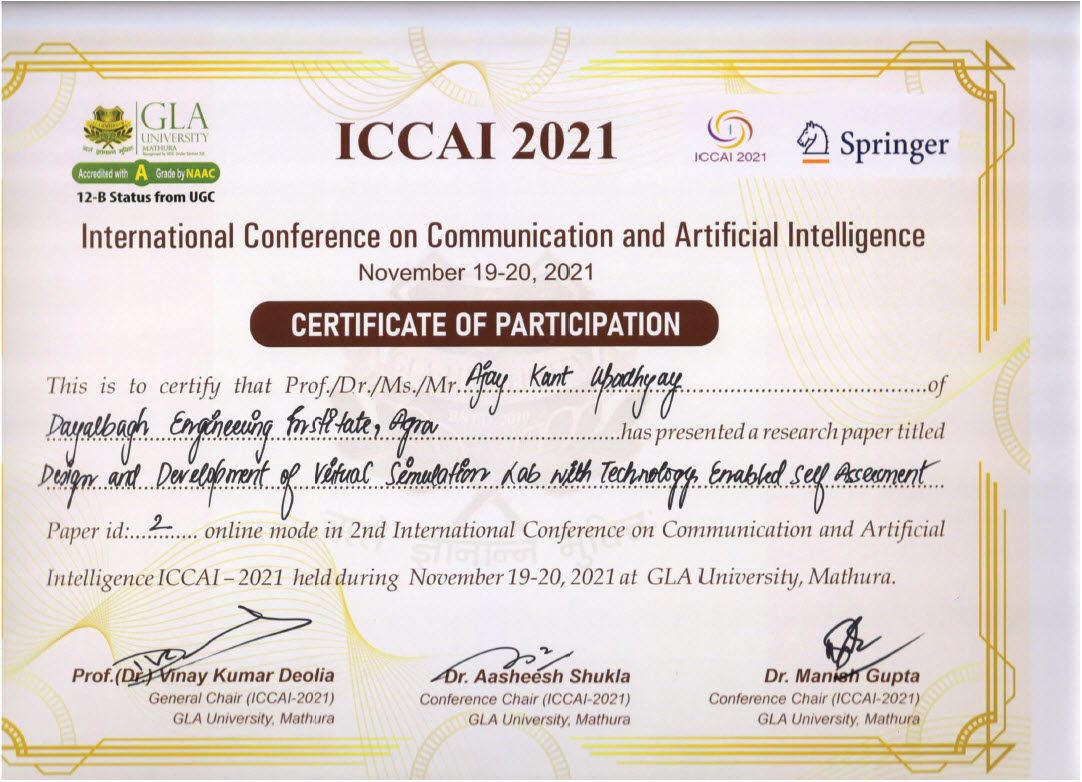 GLA
UNIVERSITY
MATHURA
Accredited with A Grade by NAAC
12-B Status from UGC
ICCAI 2021
ICCAI 2021
Springer
International Conference on Communication and Artificial Intelligence
November 19-20, 2021
CERTIFICATE OF PARTICIPATION
This is to certify that Prof./Dr./Ms./Mr. Ajay Kant Upadhyay of
Dayalbagh Engineering Institute, Agra has presented a research paper titled
Design and Development of Virtual Simulation Lab with Technology Enabled Self Assesment
Paper id: 2 online mode in 2nd International Conference on Communication and Artificial
Intelligence ICCAI – 2021 held during November 19-20, 2021 at GLA University, Mathura.
Prof.(Dr.) Vinay Kumar Deolia
General Chair (ICCAI-2021)
GLA University, Mathura
Dr. Aasheesh Shukla
Conference Chair (ICCAI-2021)
GLA University, Mathura
Dr. Manish Gupta
Conference Chair (ICCAI-2021)
GLA University, Mathura